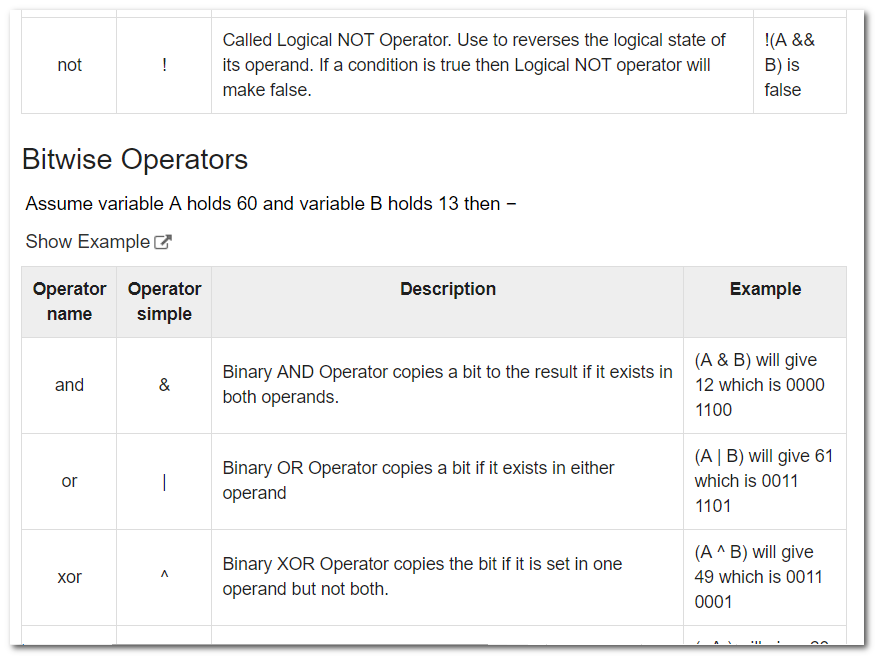 not
!
Called Logical NOT Operator. Use to reverses the logical state of
its operand. If a condition is true then Logical NOT operator will
make false.
!(A &&
B) is
false
Bitwise Operators
Assume variable A holds 60 and variable B holds 13 then −
Show Example
Operator
name
Operator
simple
Description
Example
and
&
Binary AND Operator copies a bit to the result if it exists in
both operands.
(A & B) will give
12 which is 0000
1100
or
|
Binary OR Operator copies a bit if it exists in either
operand
(A | B) will give 61
which is 0011
1101
xor
^
Binary XOR Operator copies the bit if it is set in one
operand but not both.
(A ^ B) will give
49 which is 0011
0001